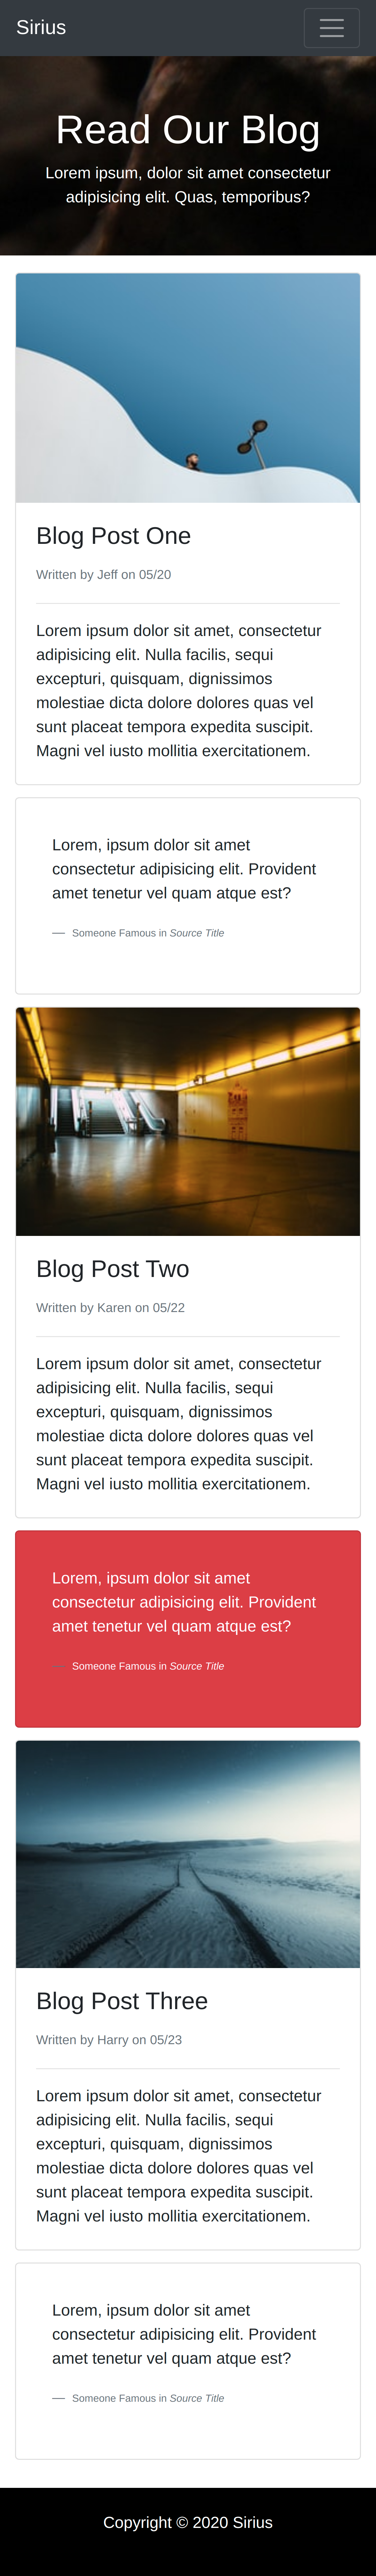 Sirius
Read Our Blog
Lorem ipsum, dolor sit amet consectetur
adipisicing elit. Quas, temporibus?
Blog Post One
Written by Jeff on 05/20
Lorem ipsum dolor sit amet, consectetur
adipisicing elit. Nulla facilis, sequi
excepturi, quisquam, dignissimos
molestiae dicta dolore dolores quas vel
sunt placeat tempora expedita suscipit.
Magni vel iusto mollitia exercitationem.
Lorem, ipsum dolor sit amet
consectetur adipisicing elit. Provident
amet tenetur vel quam atque est?
— Someone Famous in Source Title
Blog Post Two
Written by Karen on 05/22
Lorem ipsum dolor sit amet, consectetur
adipisicing elit. Nulla facilis, sequi
excepturi, quisquam, dignissimos
molestiae dicta dolore dolores quas vel
sunt placeat tempora expedita suscipit.
Magni vel iusto mollitia exercitationem.
Lorem, ipsum dolor sit amet
consectetur adipisicing elit. Provident
amet tenetur vel quam atque est?
— Someone Famous in Source Title
Blog Post Three
Written by Harry on 05/23
Lorem ipsum dolor sit amet, consectetur
adipisicing elit. Nulla facilis, sequi
excepturi, quisquam, dignissimos
molestiae dicta dolore dolores quas vel
sunt placeat tempora expedita suscipit.
Magni vel iusto mollitia exercitationem.
Lorem, ipsum dolor sit amet
consectetur adipisicing elit. Provident
amet tenetur vel quam atque est?
— Someone Famous in Source Title
Copyright © 2020 Sirius